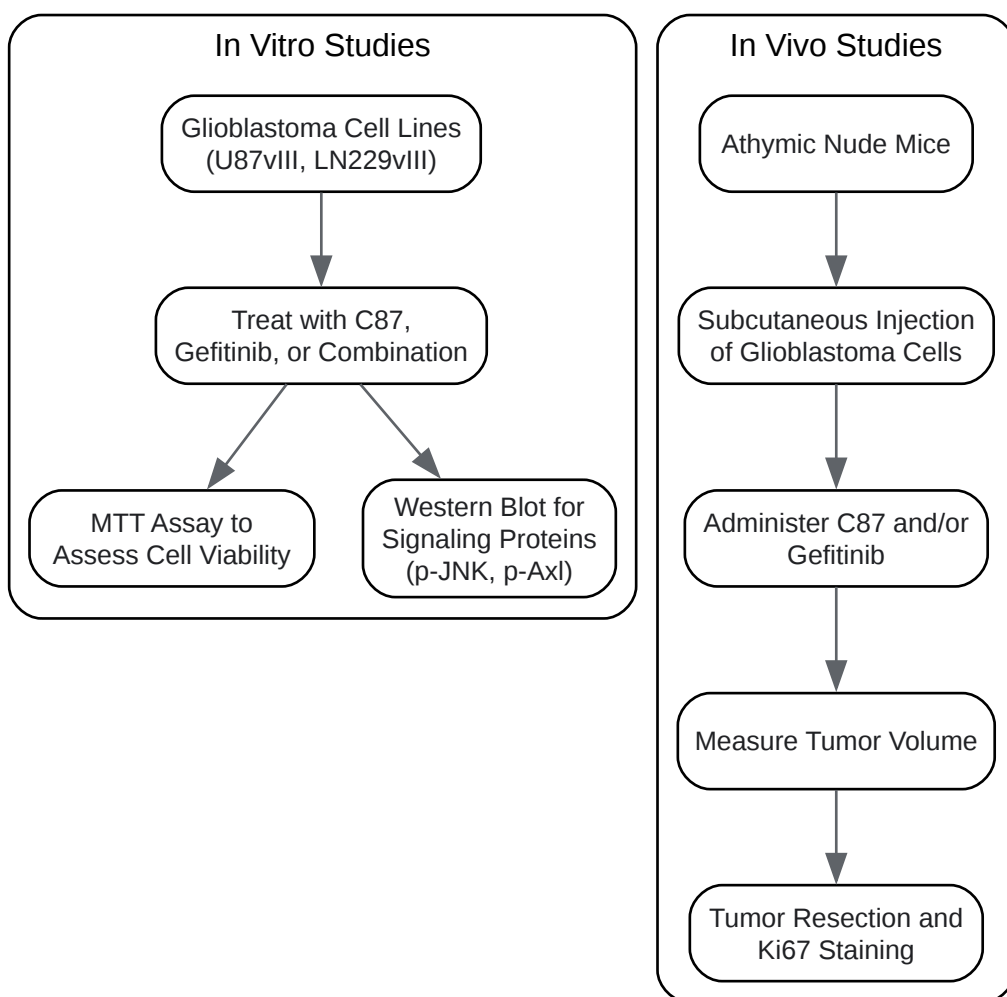 In Vitro Studies
Glioblastoma Cell Lines
(U87vIII, LN229vIII)
Treat with C87,
Gefitinib, or Combination
MTT Assay to
Assess Cell Viability
Western Blot for
Signaling Proteins
(p-JNK, p-Axl)
In Vivo Studies
Athymic Nude Mice
Subcutaneous Injection
of Glioblastoma Cells
Administer C87 and/or
Gefitinib
Measure Tumor Volume
Tumor Resection and
Ki67 Staining